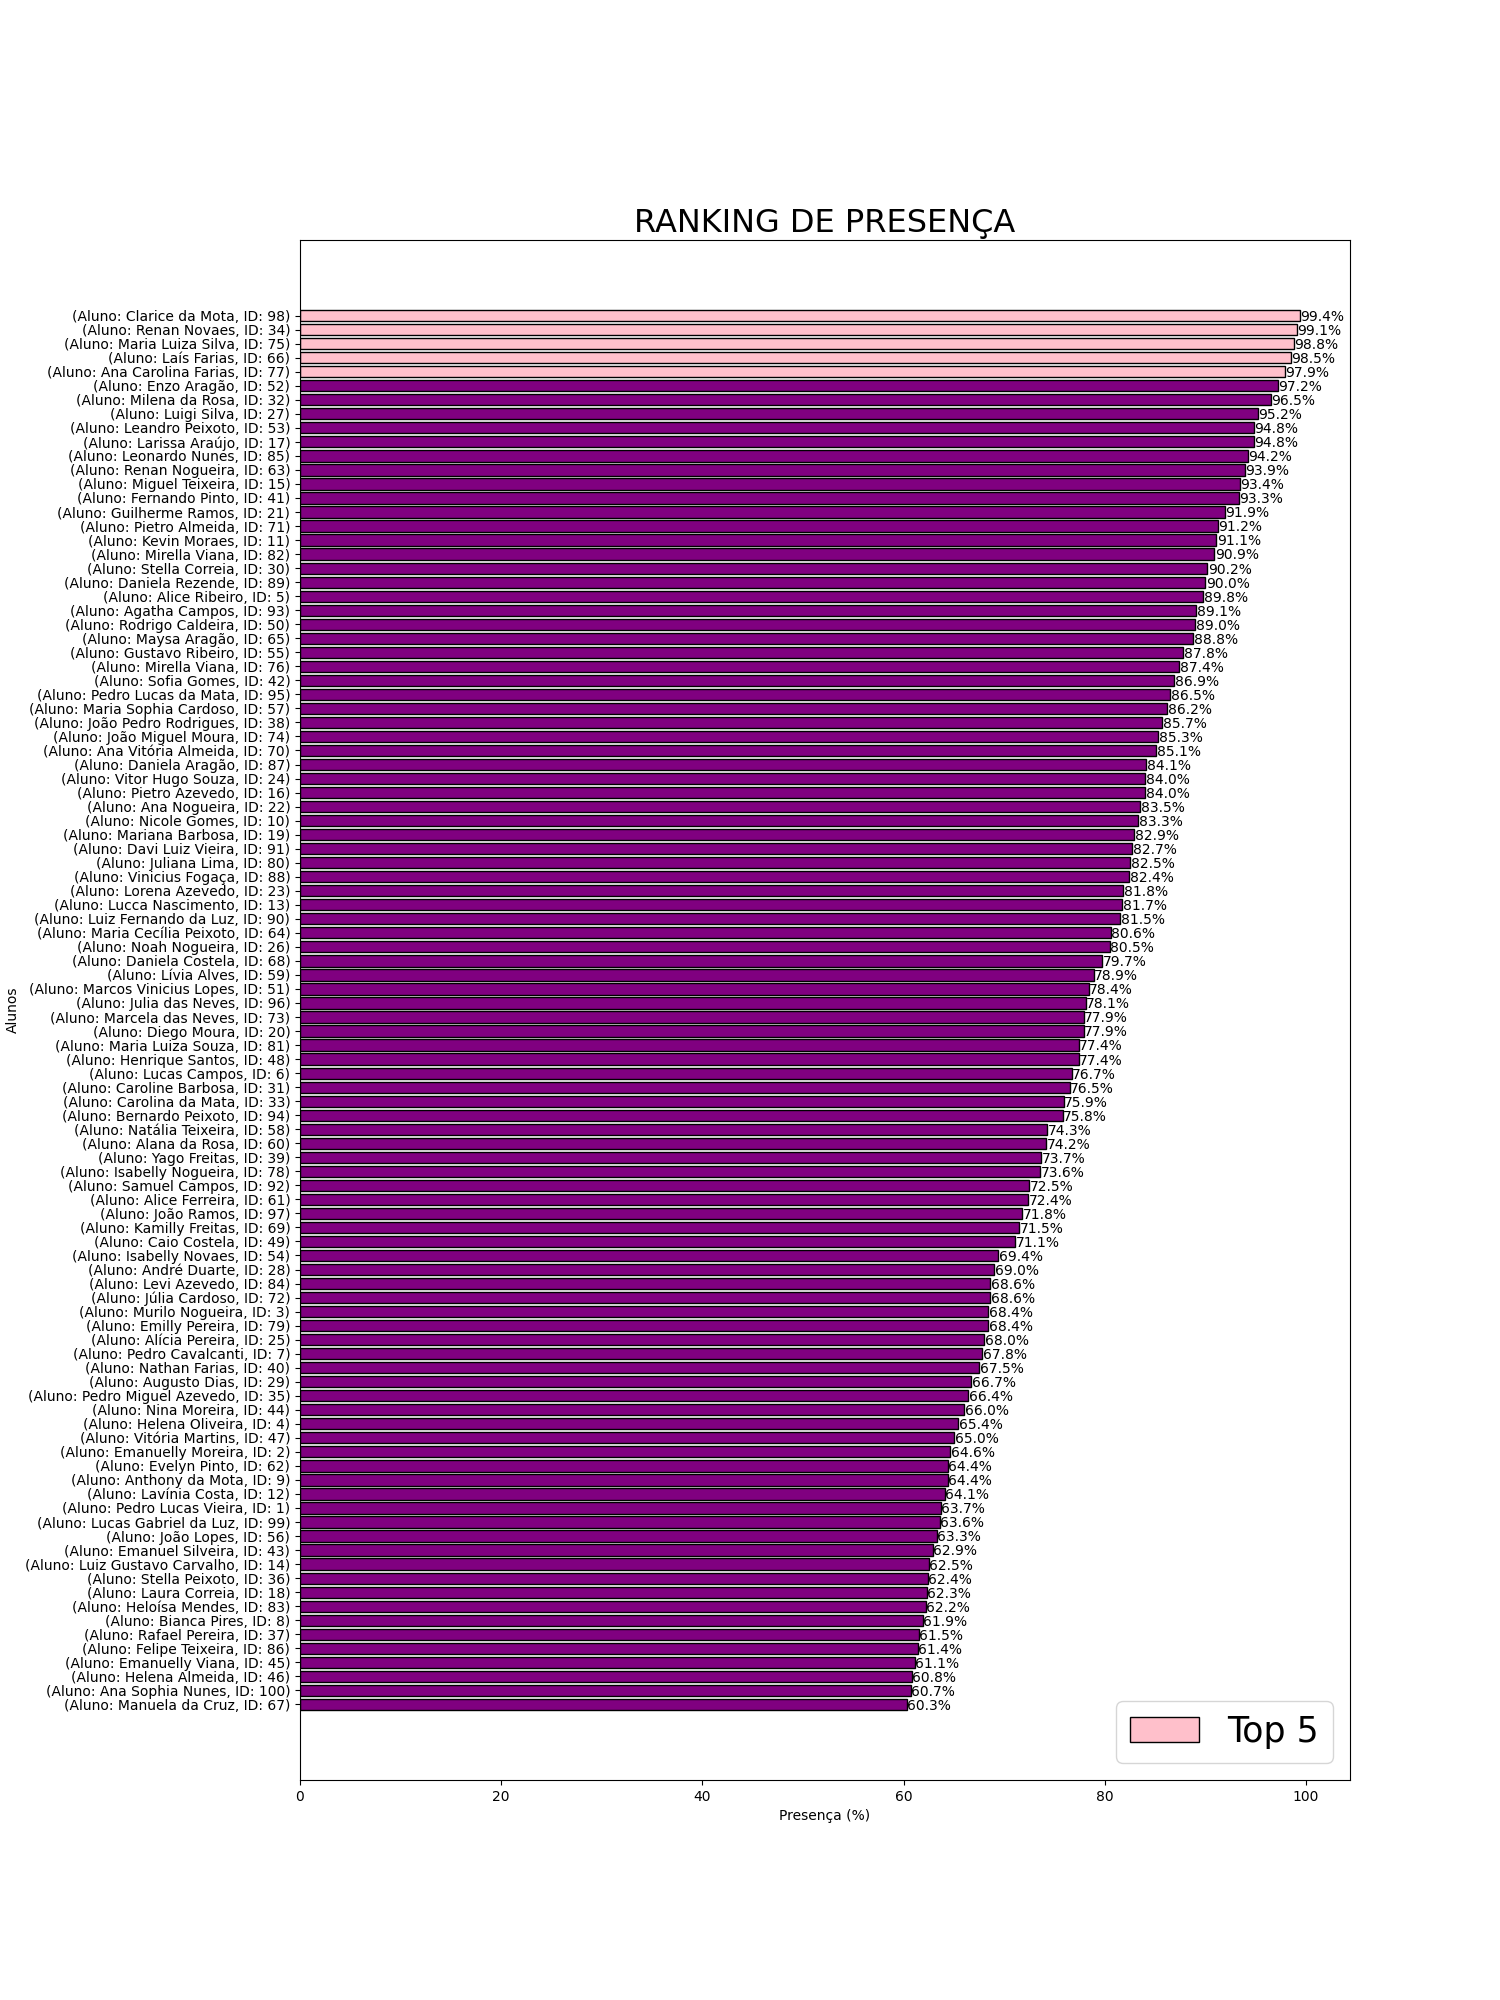 RANKING DE PRESENÇA
(Aluno: Clarice da Mota, ID: 98) 99.4%
(Aluno: Renan Novaes, ID: 34) 99.1%
(Aluno: Maria Luiza Silva, ID: 75) 98.8%
(Aluno: Laís Farias, ID: 66) 98.5%
(Aluno: Ana Carolina Farias, ID: 77) 97.9%
(Aluno: Enzo Aragão, ID: 52) 97.2%
(Aluno: Milena da Rosa, ID: 32) 96.5%
(Aluno: Luigi Silva, ID: 27) 95.2%
(Aluno: Leandro Peixoto, ID: 53) 94.8%
(Aluno: Larissa Araújo, ID: 17) 94.8%
(Aluno: Leonardo Nunes, ID: 85) 94.2%
(Aluno: Renan Nogueira, ID: 63) 93.9%
(Aluno: Miguel Teixeira, ID: 15) 93.4%
(Aluno: Fernando Pinto, ID: 41) 93.3%
(Aluno: Guilherme Ramos, ID: 21) 91.9%
(Aluno: Pietro Almeida, ID: 71) 91.2%
(Aluno: Kevin Moraes, ID: 11) 91.1%
(Aluno: Mirella Viana, ID: 82) 90.9%
(Aluno: Stella Correia, ID: 30) 90.2%
(Aluno: Daniela Rezende, ID: 89) 90.0%
(Aluno: Alice Ribeiro, ID: 5) 89.8%
(Aluno: Agatha Campos, ID: 93) 89.1%
(Aluno: Rodrigo Caldeira, ID: 50) 89.0%
(Aluno: Maysa Aragão, ID: 65) 88.8%
(Aluno: Gustavo Ribeiro, ID: 55) 87.8%
(Aluno: Mirella Viana, ID: 76) 87.4%
(Aluno: Sofia Gomes, ID: 42) 86.9%
(Aluno: Pedro Lucas da Mata, ID: 95) 86.5%
(Aluno: Maria Sophia Cardoso, ID: 57) 86.2%
(Aluno: João Pedro Rodrigues, ID: 38) 85.7%
(Aluno: João Miguel Moura, ID: 74) 85.3%
(Aluno: Ana Vitória Almeida, ID: 70) 85.1%
(Aluno: Daniela Aragão, ID: 87) 84.1%
(Aluno: Vitor Hugo Souza, ID: 24) 84.0%
(Aluno: Pietro Azevedo, ID: 16) 84.0%
(Aluno: Ana Nogueira, ID: 22) 83.5%
(Aluno: Nicole Gomes, ID: 10) 83.3%
(Aluno: Mariana Barbosa, ID: 19) 82.9%
(Aluno: Davi Luiz Vieira, ID: 91) 82.7%
(Aluno: Juliana Lima, ID: 80) 82.5%
(Aluno: Vinicius Fogaça, ID: 88) 82.4%
(Aluno: Lorena Azevedo, ID: 23) 81.8%
(Aluno: Lucca Nascimento, ID: 13) 81.7%
(Aluno: Luiz Fernando da Luz, ID: 90) 81.5%
(Aluno: Maria Cecília Peixoto, ID: 64) 80.6%
(Aluno: Noah Nogueira, ID: 26) 80.5%
(Aluno: Daniela Costela, ID: 68) 79.7%
(Aluno: Lívia Alves, ID: 59) 78.9%
(Aluno: Marcos Vinicius Lopes, ID: 51) 78.4%
(Aluno: Julia das Neves, ID: 96) 78.1%
(Aluno: Marcela das Neves, ID: 73) 77.9%
(Aluno: Diego Moura, ID: 20) 77.9%
(Aluno: Maria Luiza Souza, ID: 81) 77.4%
(Aluno: Henrique Santos, ID: 48) 77.4%
(Aluno: Lucas Campos, ID: 6) 76.7%
(Aluno: Caroline Barbosa, ID: 31) 76.5%
(Aluno: Carolina da Mata, ID: 33) 75.9%
(Aluno: Bernardo Peixoto, ID: 94) 75.8%
(Aluno: Natália Teixeira, ID: 58) 74.3%
(Aluno: Alana da Rosa, ID: 60) 74.2%
(Aluno: Yago Freitas, ID: 39) 73.7%
(Aluno: Isabelly Nogueira, ID: 78) 73.6%
(Aluno: Samuel Campos, ID: 92) 72.5%
(Aluno: Alice Ferreira, ID: 61) 72.4%
(Aluno: João Ramos, ID: 97) 71.8%
(Aluno: Kamilly Freitas, ID: 69) 71.5%
(Aluno: Caio Costela, ID: 49) 71.1%
(Aluno: Isabelly Novaes, ID: 54) 69.4%
(Aluno: André Duarte, ID: 28) 69.0%
(Aluno: Levi Azevedo, ID: 84) 68.6%
(Aluno: Júlia Cardoso, ID: 72) 68.6%
(Aluno: Murilo Nogueira, ID: 3) 68.4%
(Aluno: Emilly Pereira, ID: 79) 68.4%
(Aluno: Alícia Pereira, ID: 25) 68.0%
(Aluno: Pedro Cavalcanti, ID: 7) 67.8%
(Aluno: Nathan Farias, ID: 40) 67.5%
(Aluno: Augusto Dias, ID: 29) 66.7%
(Aluno: Pedro Miguel Azevedo, ID: 35) 66.4%
(Aluno: Nina Moreira, ID: 44) 66.0%
(Aluno: Helena Oliveira, ID: 4) 65.4%
(Aluno: Vitória Martins, ID: 47) 65.0%
(Aluno: Emanuelly Moreira, ID: 2) 64.6%
(Aluno: Evelyn Pinto, ID: 62) 64.4%
(Aluno: Anthony da Mota, ID: 9) 64.4%
(Aluno: Lavínia Costa, ID: 12) 64.1%
(Aluno: Pedro Lucas Vieira, ID: 1) 63.7%
(Aluno: Lucas Gabriel da Luz, ID: 99) 63.6%
(Aluno: João Lopes, ID: 56) 63.3%
(Aluno: Emanuel Silveira, ID: 43) 62.9%
(Aluno: Luiz Gustavo Carvalho, ID: 14) 62.5%
(Aluno: Stella Peixoto, ID: 36) 62.4%
(Aluno: Laura Correia, ID: 18) 62.3%
(Aluno: Heloísa Mendes, ID: 83) 62.2%
(Aluno: Bianca Pires, ID: 8) 61.9%
(Aluno: Rafael Pereira, ID: 37) 61.5%
(Aluno: Felipe Teixeira, ID: 86) 61.4%
(Aluno: Emanuelly Viana, ID: 45) 61.1%
(Aluno: Helena Almeida, ID: 46) 60.8%
(Aluno: Ana Sophia Nunes, ID: 100) 60.7%
(Aluno: Manuela da Cruz, ID: 67) 60.3%
Alunos
Top 5
0 20 40 60 80 100
Presença (%)